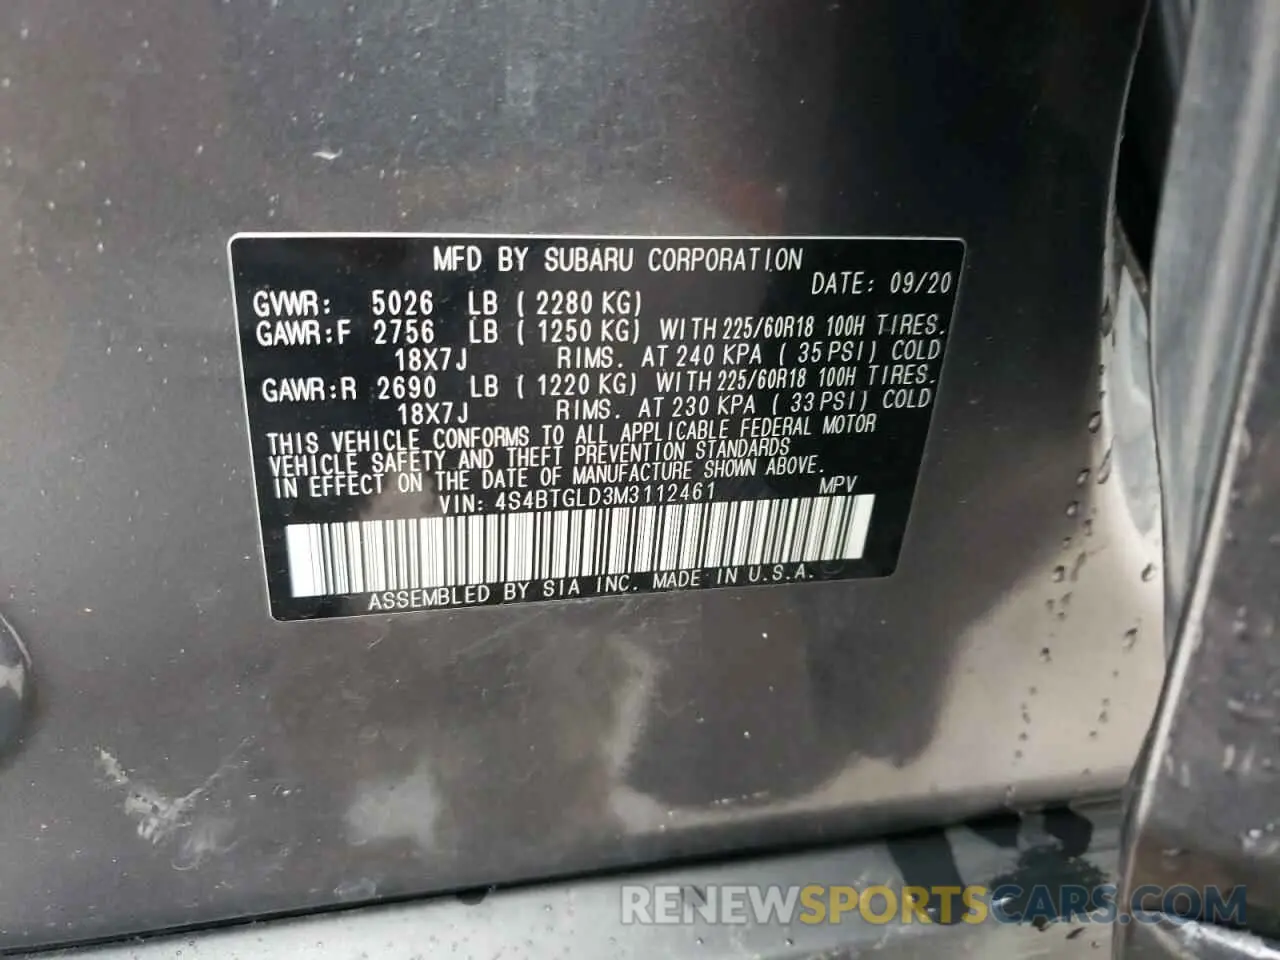 MFD BY SUBARU CORPORATION
DATE: 09/20
GVWR: 5026 LB ( 2280 KG)
GAWR:F 2756 LB ( 1250 KG) WITH 225/60R18 100H TIRES.
18X7J RIMS. AT 240 KPA ( 35 PSI) COLD
GAWR:R 2690 LB ( 1220 KG) WITH 225/60R18 100H TIRES.
18X7J RIMS. AT 230 KPA ( 33 PSI) COLD
THIS VEHICLE CONFORMS TO ALL APPLICABLE FEDERAL MOTOR
VEHICLE SAFETY AND THEFT PREVENTION STANDARDS
IN EFFECT ON THE DATE OF MANUFACTURE SHOWN ABOVE.
VIN: 4S4BTGLD3M3112461 MPV
ASSEMBLED BY SIA INC. MADE IN U.S.A.
RENEWSPORTSCARS.COM